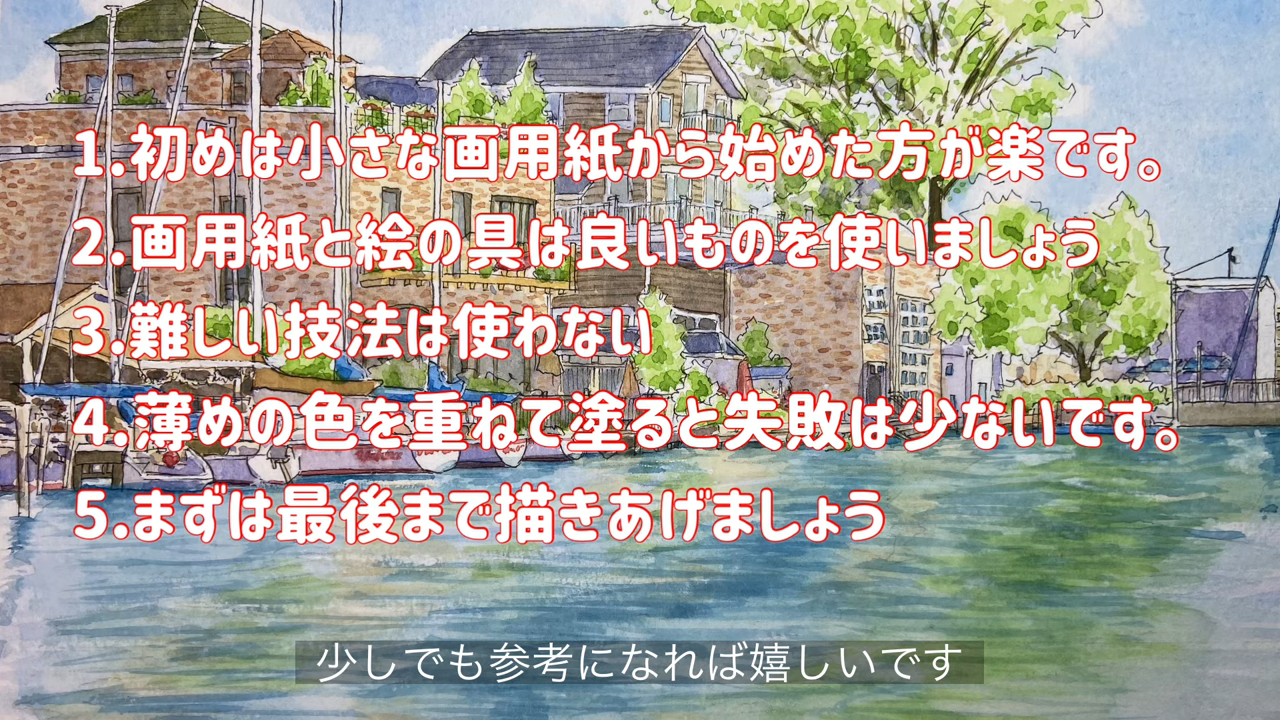 1.初めは小さな画用紙から始めた方が楽です。
2.画用紙と絵の具は良いものを使いましょう
3.難しい技法は使わない
4.薄めの色を重ねて塗ると失敗は少ないです。
5.まずは最後まで描きあげましょう
少しでも参考になれば嬉しいです